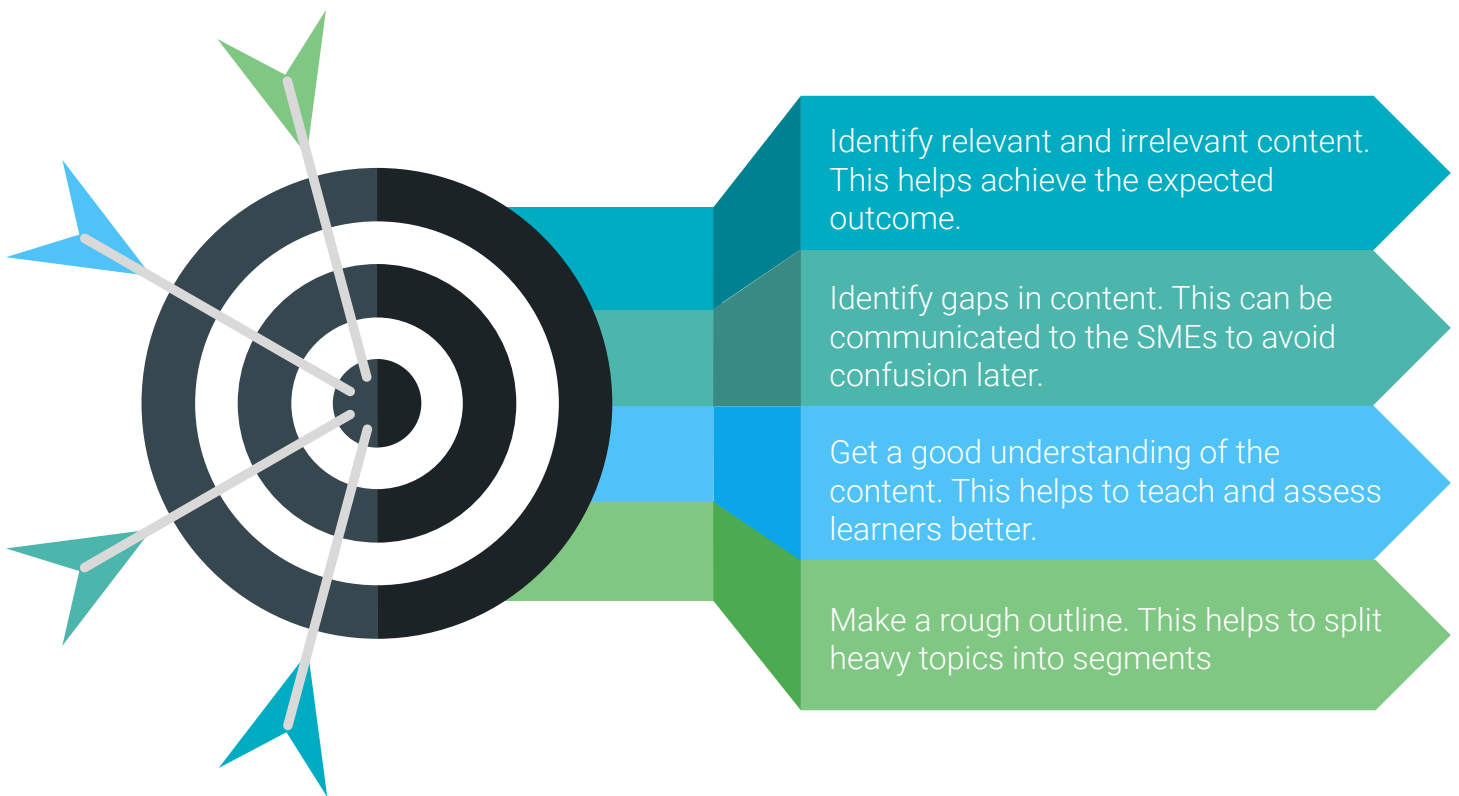 Identify relevant and irrelevant content.
This helps achieve the expected
outcome.
Identify gaps in content. This can be
communicated to the SMEs to avoid
confusion later.
Get a good understanding of the
content. This helps to teach and assess
learners better.
Make a rough outline. This helps to split
heavy topics into segments